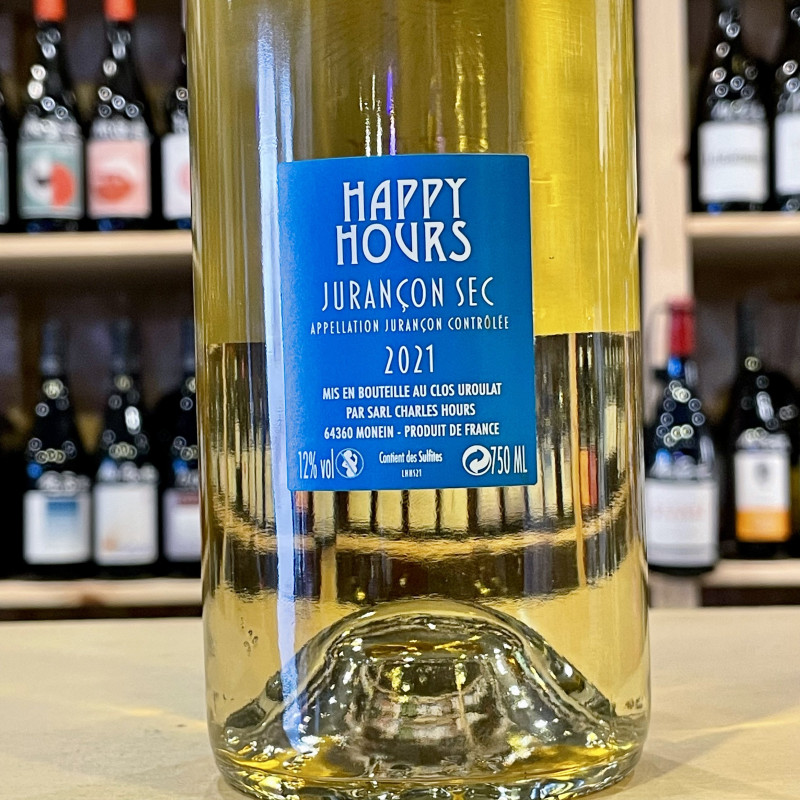 HAPPY
HOURS
JURANÇON SEC
APPELLATION JURANÇON CONTRÔLÉE
2021
MIS EN BOUTEILLE AU CLOS UROULAT
PAR SARL CHARLES HOURS
64360 MONEIN - PRODUIT DE FRANCE
12% vol Contient des Sulfites 750 ML
LHH521